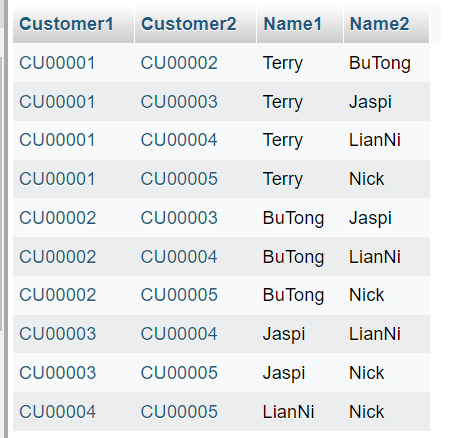 Customer1 Customer2 Name1 Name2
CU00001 CU00002 Terry BuTong
CU00001 CU00003 Terry Jaspi
CU00001 CU00004 Terry LianNi
CU00001 CU00005 Terry Nick
CU00002 CU00003 BuTong Jaspi
CU00002 CU00004 BuTong LianNi
CU00002 CU00005 BuTong Nick
CU00003 CU00004 Jaspi LianNi
CU00003 CU00005 Jaspi Nick
CU00004 CU00005 LianNi Nick